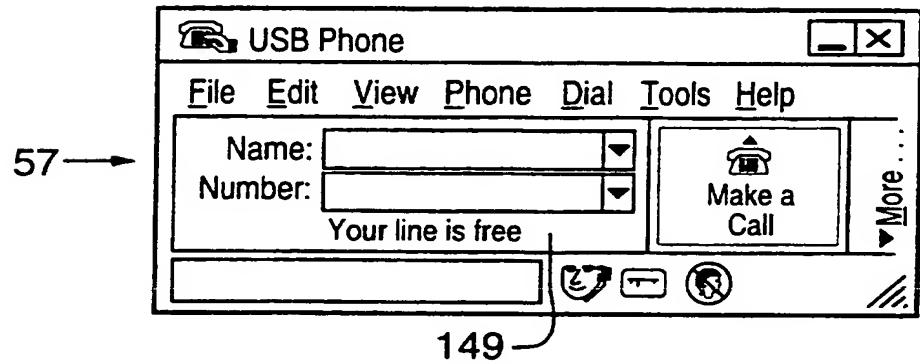 USB Phone
File Edit View Phone Dial Tools Help
57
Name:
Number:
Your line is free
Make a
Call
More...
149